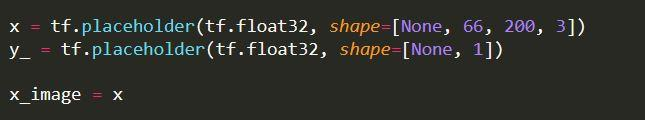 x = tf.placeholder(tf.float32, shape=[None, 66, 200, 3])
y_ = tf.placeholder(tf.float32, shape=[None, 1])
x_image = x